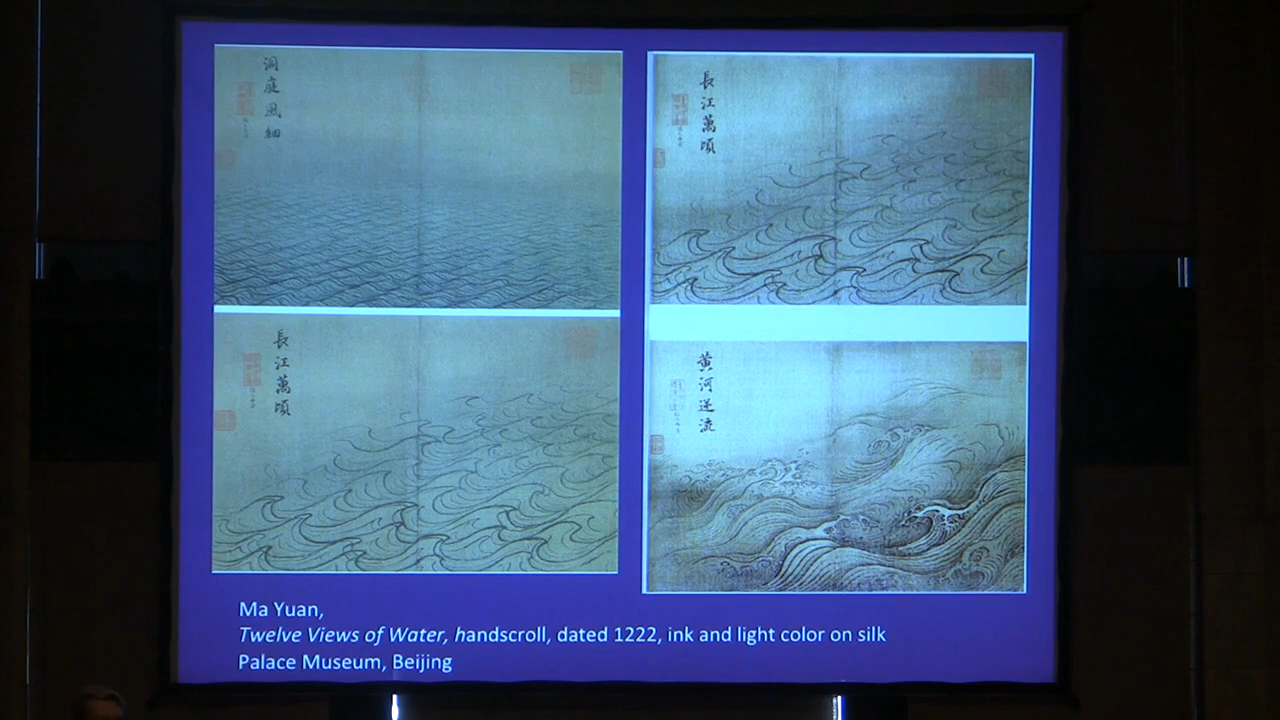 洞庭風細
長江萬頃
長江萬頃
黄河逆流
Ma Yuan,
Twelve Views of Water, handscroll, dated 1222, ink and light color on silk
Palace Museum, Beijing